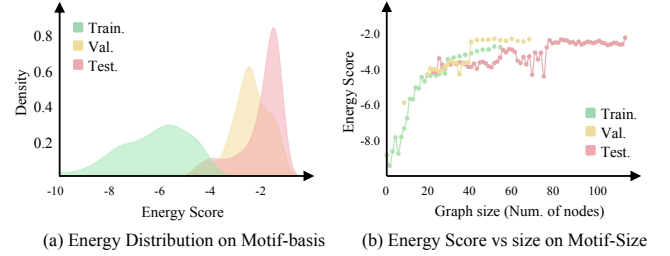 Train.
Val.
Test.
Density
0.8
0.6
0.8
0.2
-10
-8
-6
-4
-2
Energy Score
(a) Energy Distribution on Motif-basis
Energy Score
-2.0
-4.0
-6.0
-8.0
Train.
Val.
Test.
0
20
40
60
80
100
Graph size (Num. of nodes)
(b) Energy Score vs size on Motif-Size